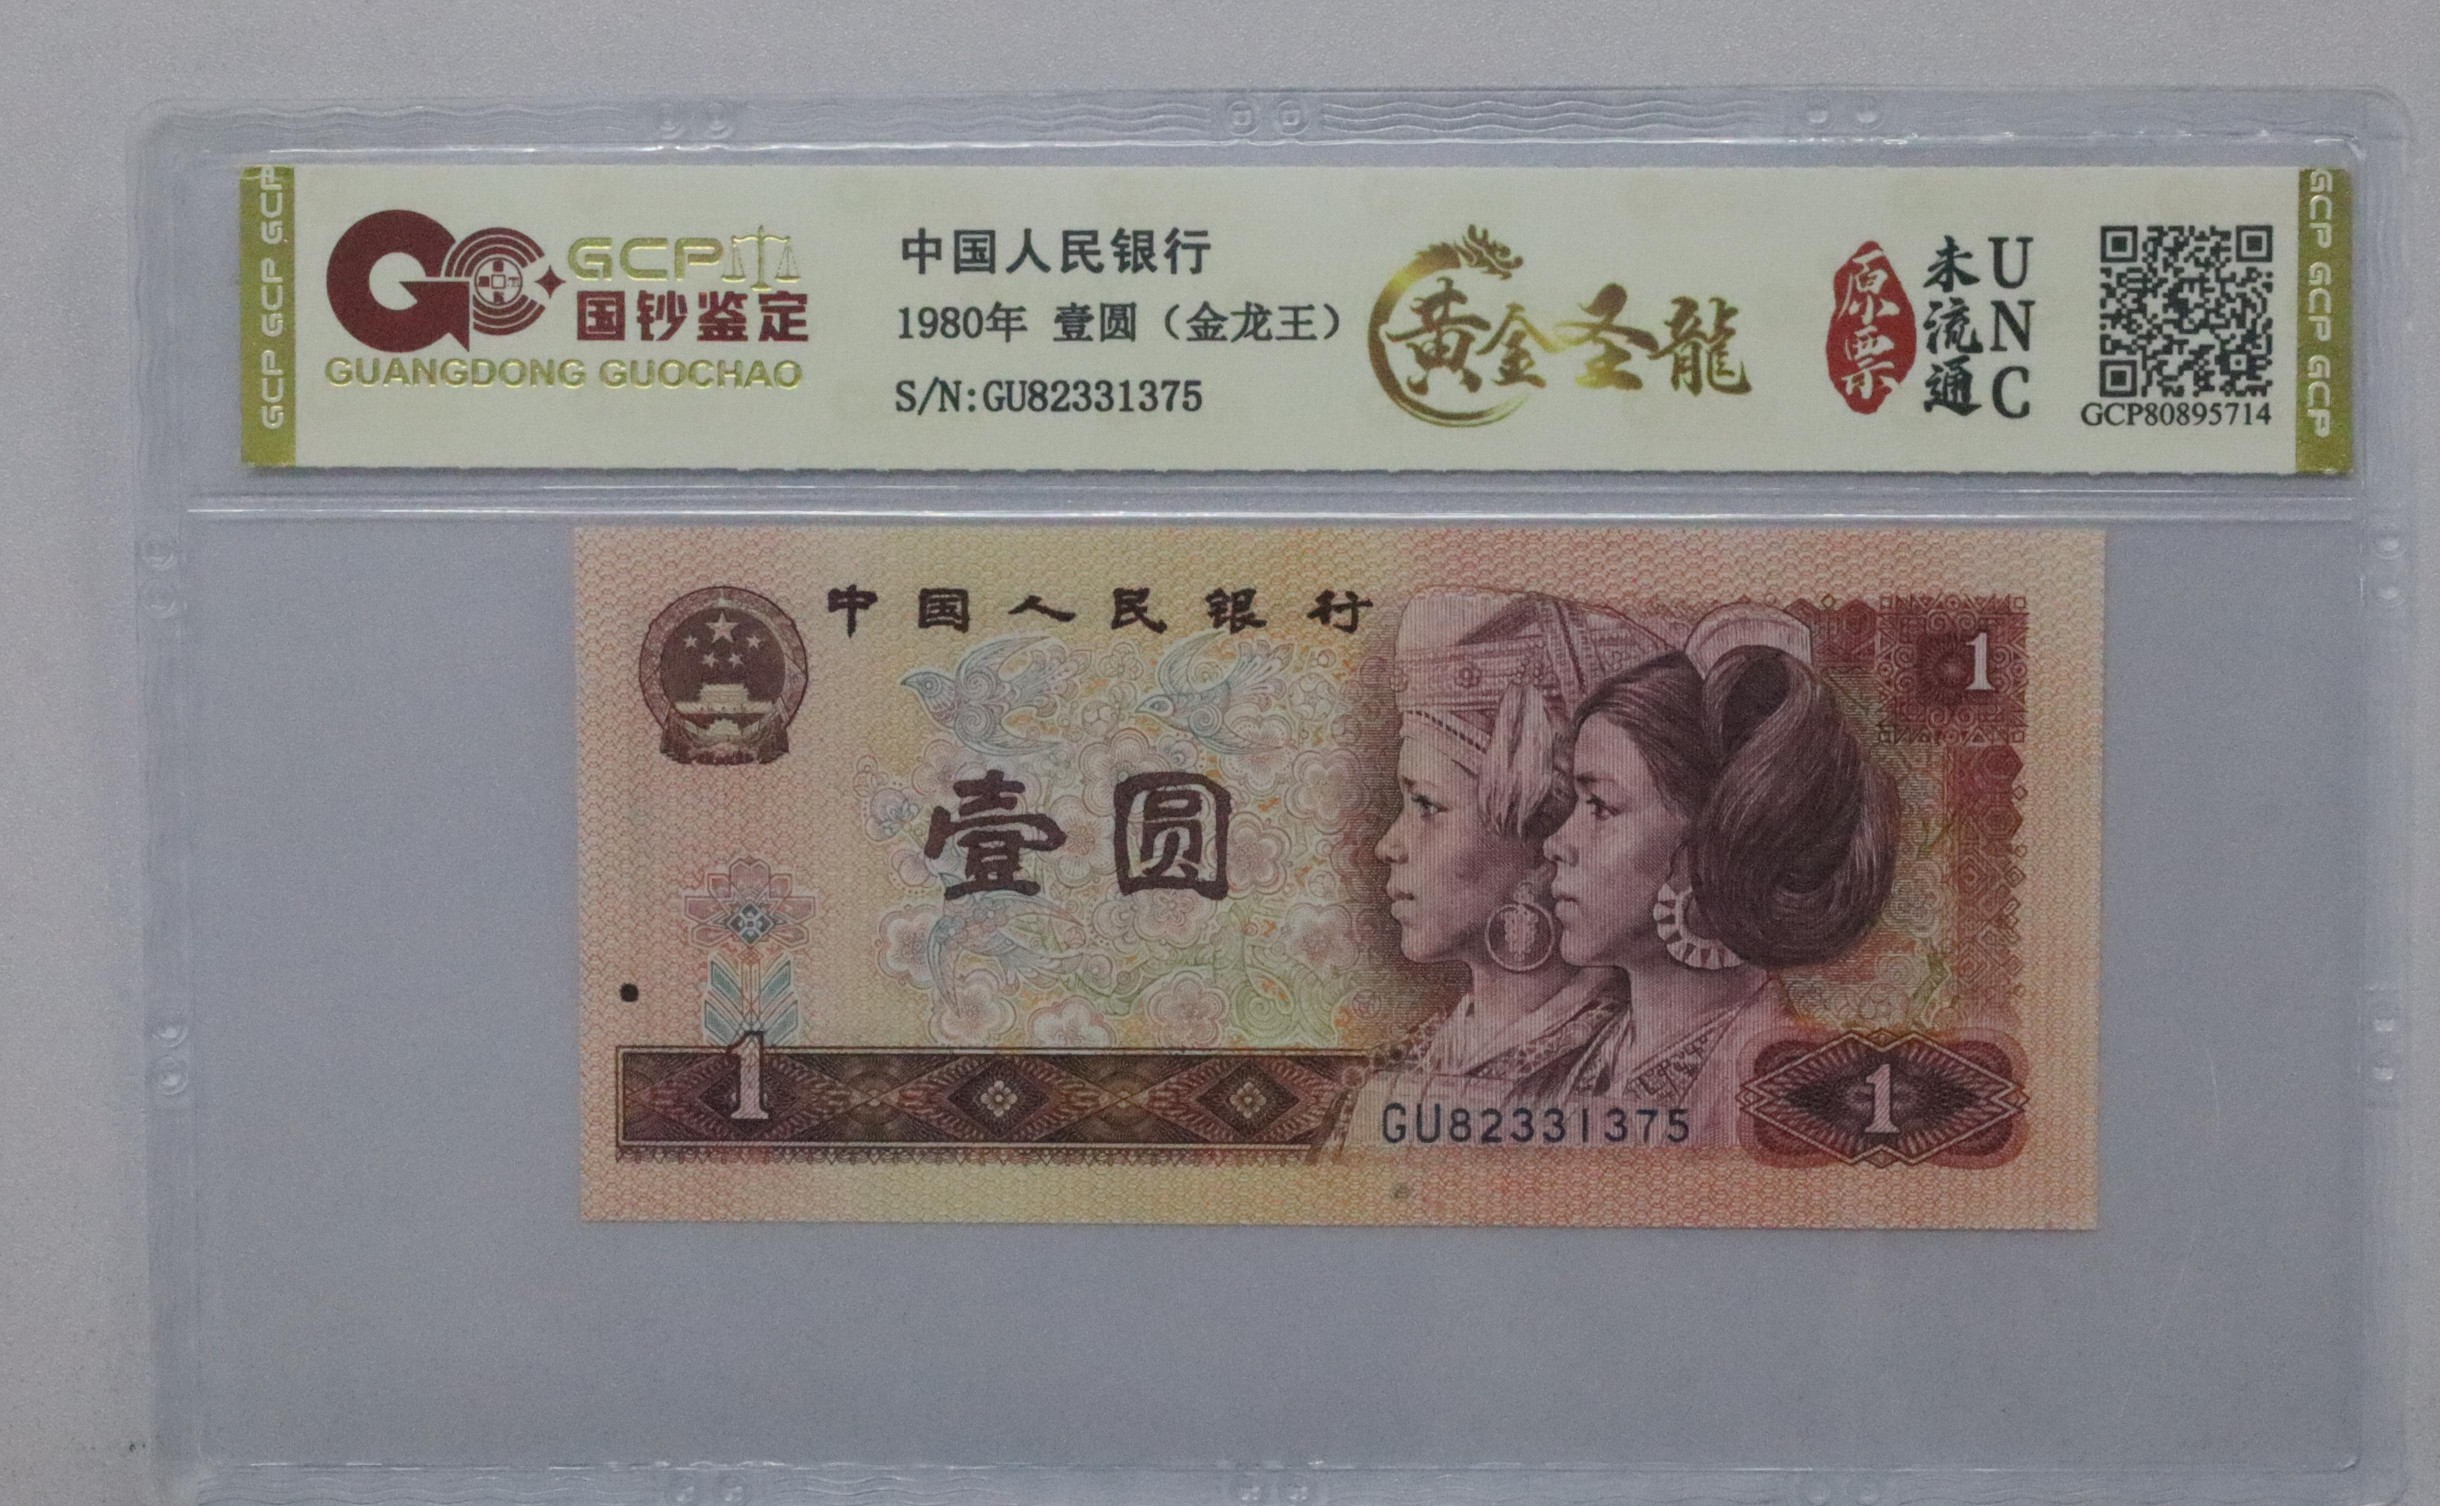 GCP GCP GCP
GCP
国钞鉴定
GUANGDONG GUOCHAO
中国人民银行
1980年 壹圆（金龙王）
S/N:GU82331375
黄金圣龍
原票
未流通
UNC
GCP80895714
GCP GCP GCP
中国人民银行
1
壹圆
1
GU82331375
1